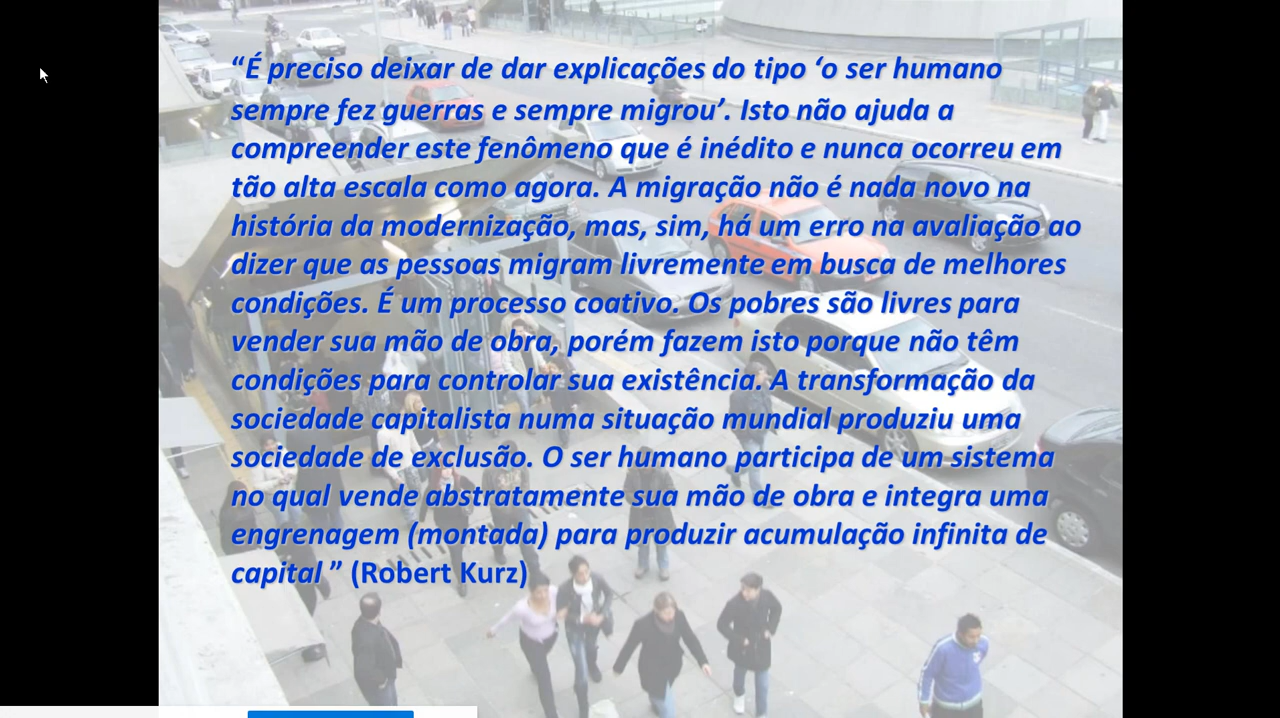 “É preciso deixar de dar explicações do tipo ‘o ser humano
sempre fez guerras e sempre migrou’. Isto não ajuda a
compreender este fenômeno que é inédito e nunca ocorreu em
tão alta escala como agora. A migração não é nada novo na
história da modernização, mas, sim, há um erro na avaliação ao
dizer que as pessoas migram livremente em busca de melhores
condições. É um processo coativo. Os pobres são livres para
vender sua mão de obra, porém fazem isto porque não têm
condições para controlar sua existência. A transformação da
sociedade capitalista numa situação mundial produziu uma
sociedade de exclusão. O ser humano participa de um sistema
no qual vende abstratamente sua mão de obra e integra uma
engrenagem (montada) para produzir acumulação infinita de
capital ” (Robert Kurz)